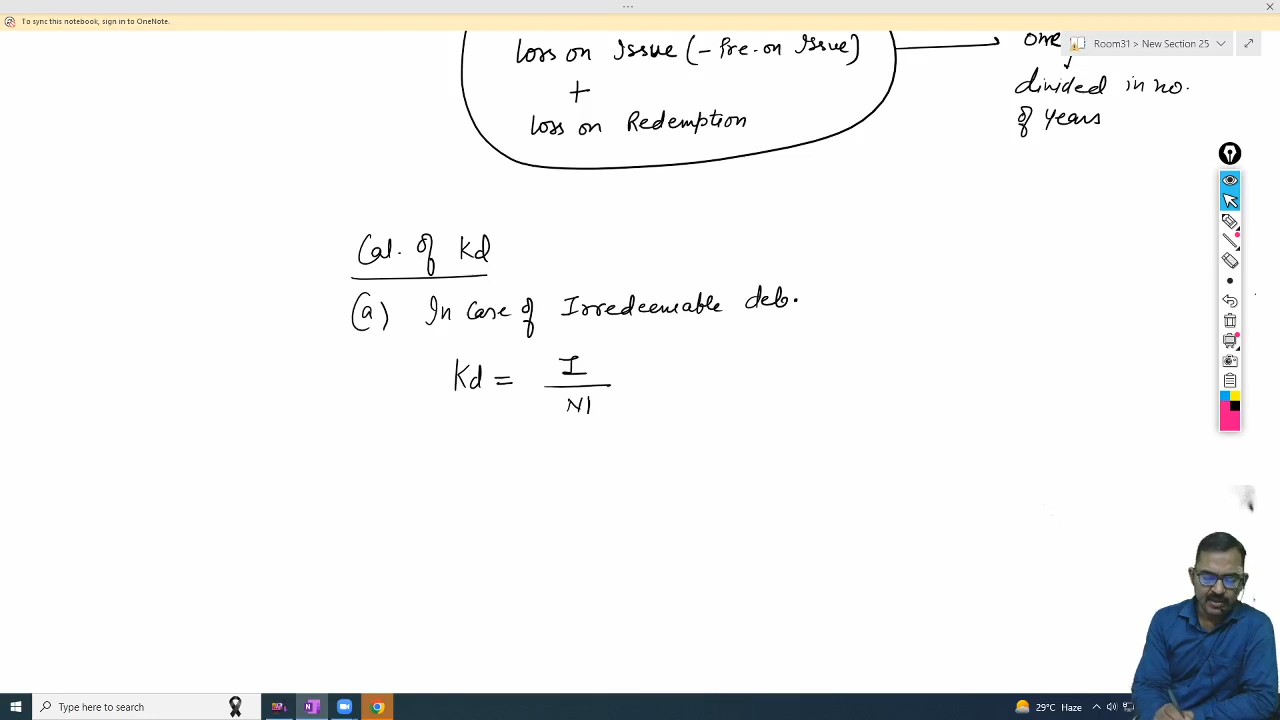 To sync this notebook, sign in to OneNote.
Room31 > New Section 25
Loss on Issue (- Pre. on Issue)
+
Loss on Redemption
one
divided in no.
of Years
Cal. of Kd
(a) In Case of Irredeemable deb.
Kd = I
NI
Type here to search
29°C Haze